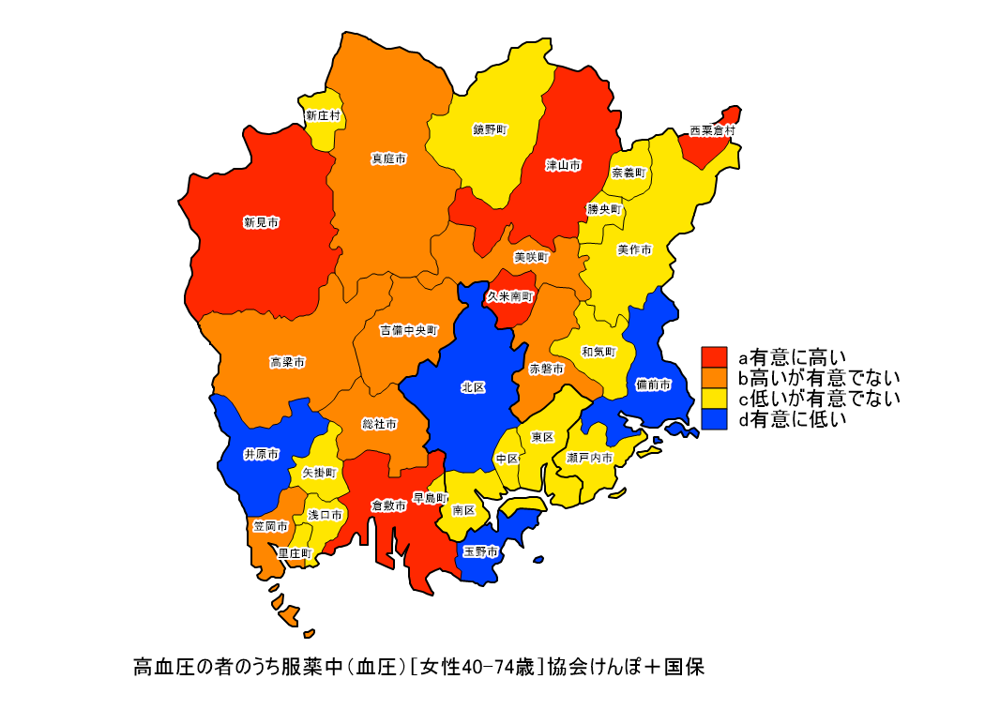 新庄村
鏡野町
西粟倉村
真庭市
津山市
奈義町
勝央町
新見市
美作市
美咲町
久米南町
吉備中央町
高梁市
和気町
赤磐市
備前市
北区
総社市
東区
井原市
中区
瀬戸内市
矢掛町
早島町
倉敷市
南区
浅口市
笠岡市
里庄町
玉野市
a有意に高い
b高いが有意でない
c低いが有意でない
d有意に低い
高血圧の者のうち服薬中（血圧）［女性40-74歳］協会けんぽ＋国保